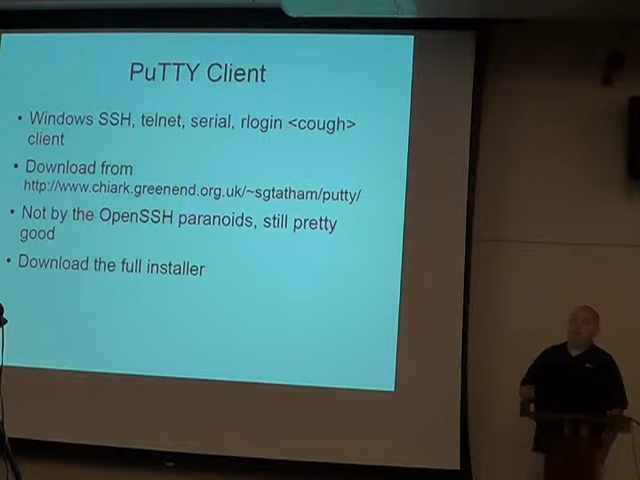 PuTTY Client
• Windows SSH, telnet, serial, rlogin <cough>
client
• Download from
http://www.chiark.greenend.org.uk/~sgtatham/putty/
• Not by the OpenSSH paranoids, still pretty
good
• Download the full installer